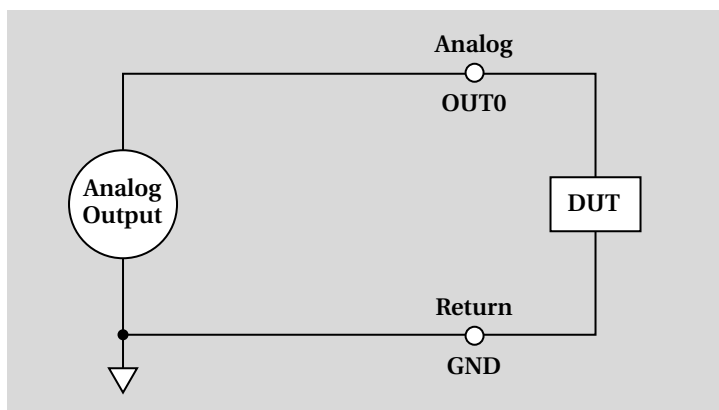 Analog
OUT0
Analog
Output
DUT
Return
GND